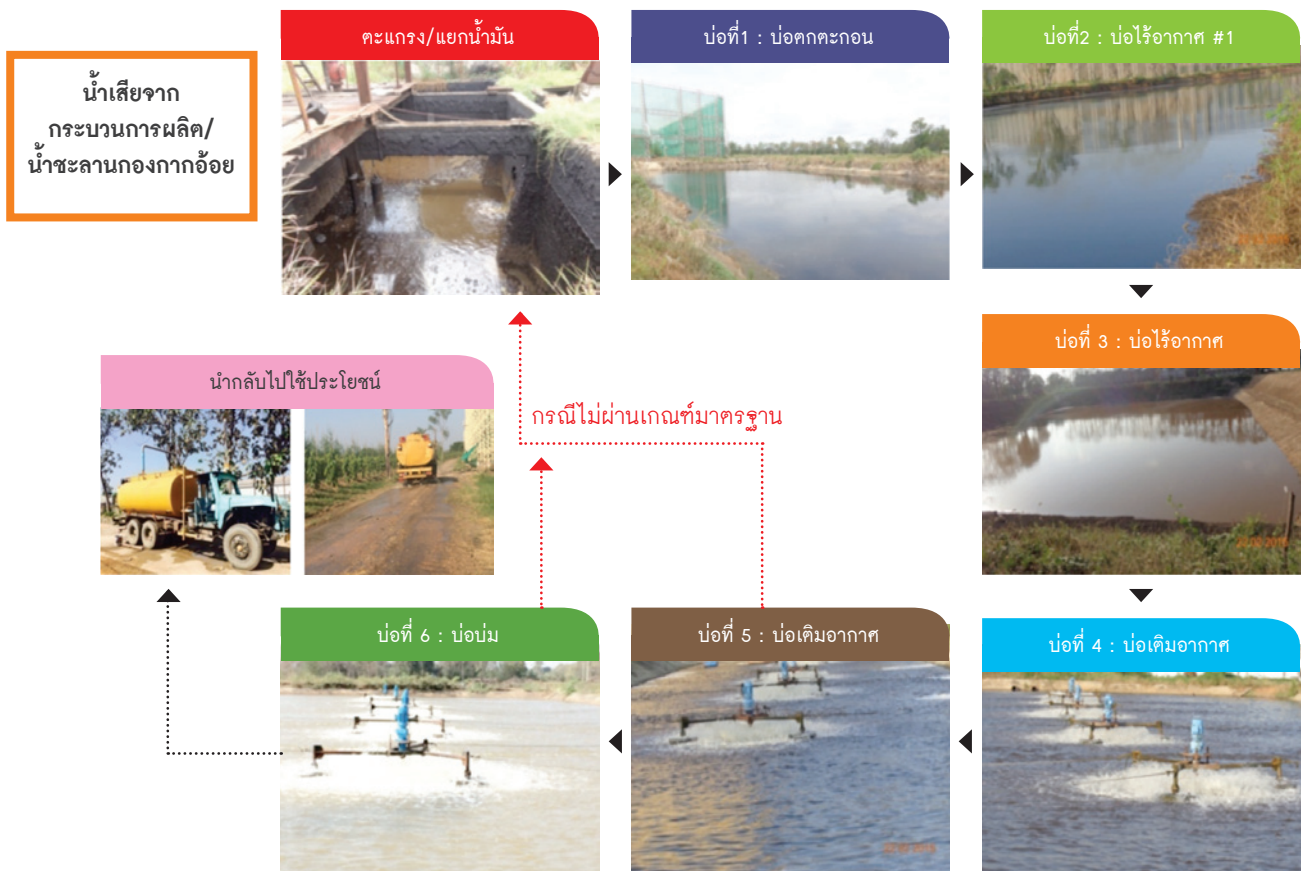 น้ำเสียจาก
กระบวนการผลิต/
น้ำชะลานกองกากอ้อย
ตะแกรง/แยกน้ำมัน
บ่อที่1 : บ่อตกตะกอน
บ่อที่2 : บ่อไร้อากาศ #1
บ่อที่ 3 : บ่อไร้อากาศ
นำกลับไปใช้ประโยชน์
กรณีไม่ผ่านเกณฑ์มาตรฐาน
บ่อที่ 6 : บ่อบ่ม
บ่อที่ 5 : บ่อเติมอากาศ
บ่อที่ 4 : บ่อเติมอากาศ